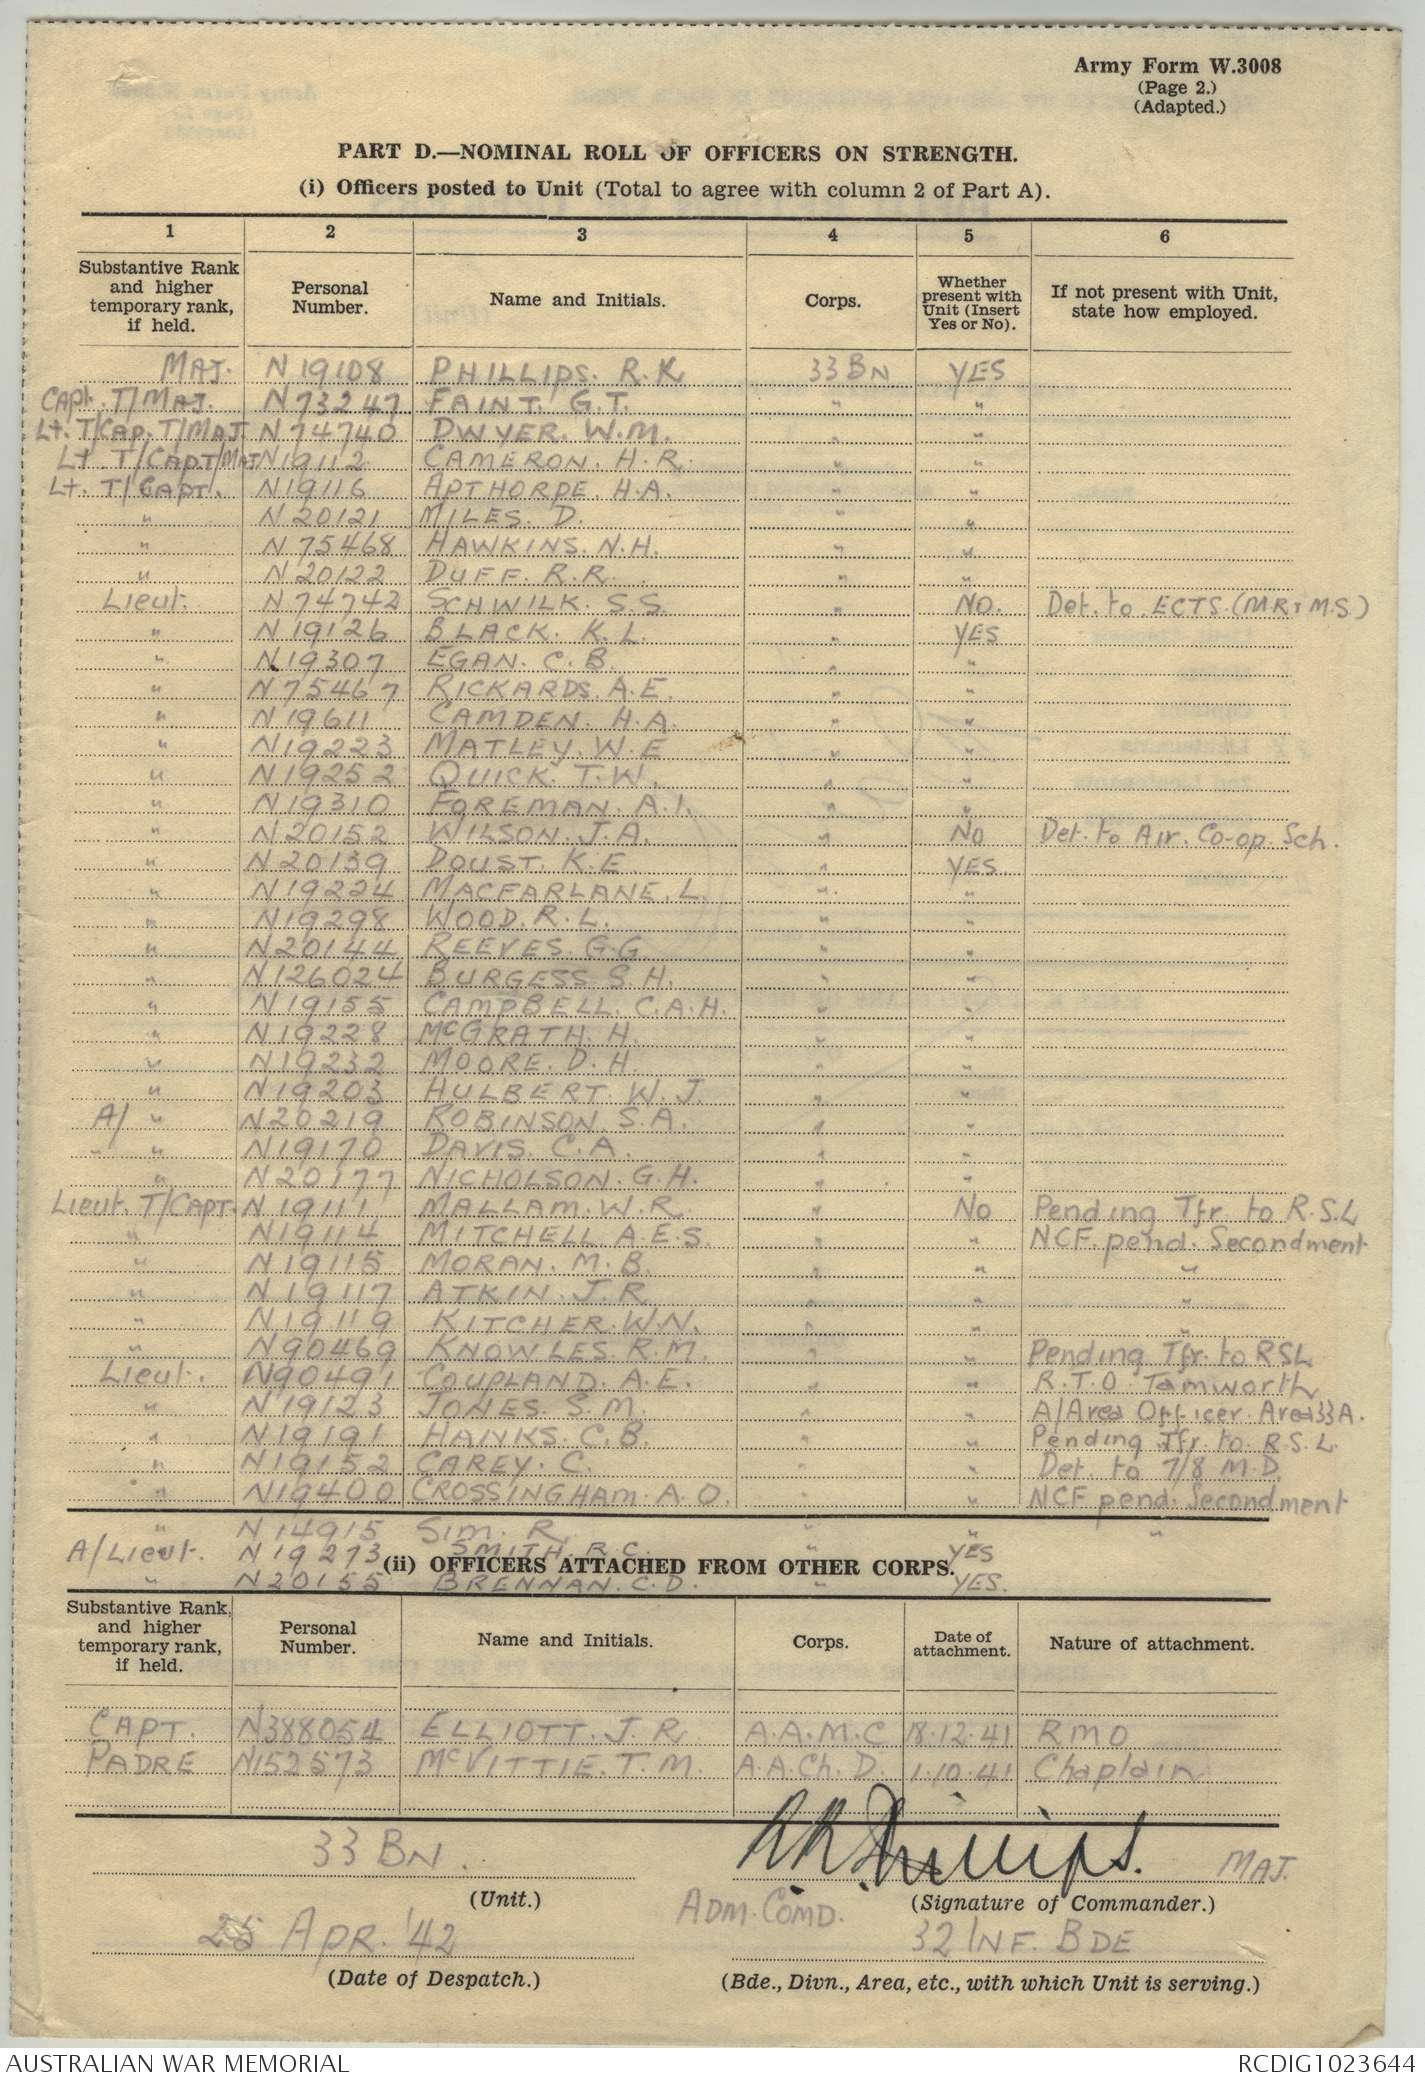 Army Form W.3008
(Page 2.)
(Adapted.)
PART D.—NOMINAL ROLL OF OFFICERS ON STRENGTH.
(i) Officers posted to Unit (Total to agree with column 2 of Part A).
1 2 3 4 5 6
Substantive Rank and higher temporary rank, if held. Personal Number. Name and Initials. Corps. Whether present with Unit (Insert Yes or No). If not present with Unit, state how employed.
MAJ. N19108 PHILLIPS. R.K 33 BN YES
Capt. T/MAJ. N73247 FAINT. G.T. " "
Lt. T/CAP. T/MAJ. N74740 DWYER. W.M. " "
Lt T/CAPT/MAJ N19112 CAMERON. H.R. " "
Lt. T/CAPT. N19116 APTHORPE. H.A. " "
" N20121 MILES. D. " "
" N75468 HAWKINS. N.H. " "
" N20122 DUFF. R.R. " "
Lieut. N74742 SCHWILK. S.S. " NO. Det. to ECTS. (M.R & M.S)
" N19126 BLACK. K.L. " YES
" N19307 EGAN. C.B. " "
" N75467 RICKARDS. A.E. " "
" N19611 CAMDEN. H.A. " "
" N19223 MATLEY. W.E " "
" N19252 QUICK. T.W. " "
" N19310 FOREMAN. A.I. " "
" N20152 WILSON. J.A. " NO Det. to Air. Co-op. Sch.
" N20139 DOUST. K.E. " YES.
" N19224 MACFARLANE. L. " "
" N19298 WOOD. R.L. " "
" N20144 REEVES. G.G. " "
" N126024 BURGESS. S.H. " "
" N19155 CAMPBELL. C.A.H. " "
" N19228 McGRATH. H. " "
" N19232 MOORE. D.H. " "
" N19203 HULBERT. W.J. " "
A/ " N20219 ROBINSON. S.A. " "
" " N19170 DAVIS. C.A. " "
" N20177 NICHOLSON. G.H. " "
Lieut. T/CAPT. N19111 MALLAM. W.R. " NO Pending Tfr. to R.S.L
" N19114 MITCHELL. A.E.S. " " NCF. pend. Secondment
" N19115 MORAN. M.B. " " "
" N19117 ATKIN. J.R. " " "
" N19119 KITCHER. W.N. " " "
" N90469 KNOWLES. R.M. " " Pending Tfr. to RSL
Lieut. N90491 COUPLAND. A.E. " " R.T.O Tamworth
" N19123 JONES. S.M. " " A/Area Officer. Area 33A.
" N19191 HANKS. C.B. " " Pending Tfr. to R.S.L.
" N19152 CAREY. C. " " Det. to 7/8 M.D.
" N19400 CROSSINGHAM. A.O. " " NCF pend. Secondment
" N14915 SIM. R. " " "
A/Lieut. N19273 SMITH. R.C. " YES
(ii) OFFICERS ATTACHED FROM OTHER CORPS.
" N20155 BRENNAN. C.D. " YES.
Substantive Rank, and higher temporary rank, if held. Personal Number. Name and Initials. Corps. Date of attachment. Nature of attachment.
CAPT. N388054 ELLIOTT. J.R. A.A.M.C 18.12.41 RMO
PADRE N152573 McVITTIE. T.M. A.A.Ch.D. 1.10.41 Chaplain
33 BN. R K Phillips. MAJ.
(Unit.) ADM. COMD. (Signature of Commander.)
25 APR. '42 32 INF. BDE
(Date of Despatch.) (Bde., Divn., Area, etc., with which Unit is serving.)
AUSTRALIAN WAR MEMORIAL RCDIG1023644